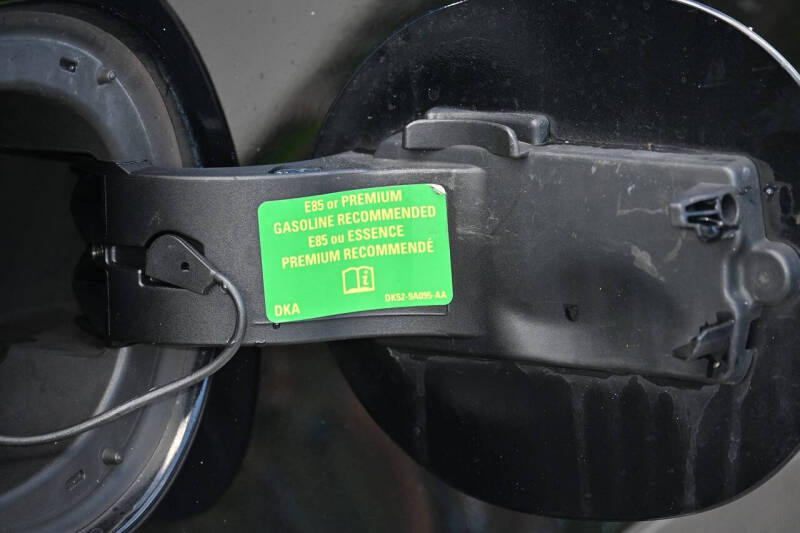 E85 or PREMIUM
GASOLINE RECOMMENDED
E85 ou ESSENCE
PREMIUM RECOMMENDÉ
i
DKA DK52-9A095-AA